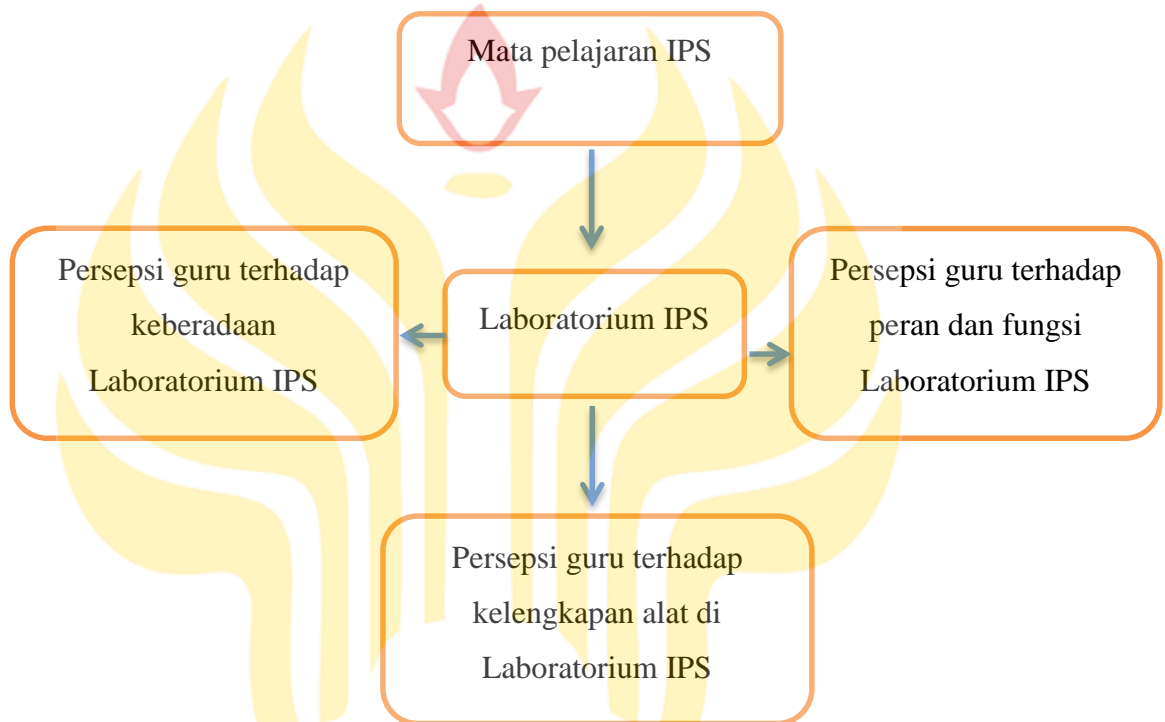 Mata pelajaran IPS
Persepsi guru terhadap
keberadaan
Laboratorium IPS
Laboratorium IPS
Persepsi guru terhadap
peran dan fungsi
Laboratorium IPS
Persepsi guru terhadap
kelengkapan alat di
Laboratorium IPS